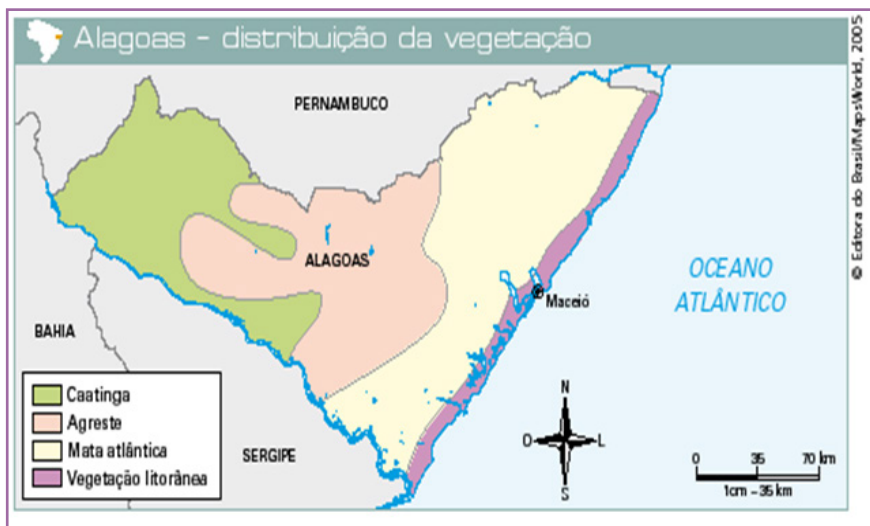 Alagoas – distribuição da vegetação
© Editora do Brasil/MapsWorld, 2005
PERNAMBUCO
ALAGOAS
OCEANO
ATLÂNTICO
Maceió
BAHIA
SERGIPE
Caatinga
Agreste
Mata atlântica
Vegetação litorânea
N
O
L
S
0 35 70 km
1cm – 35 km